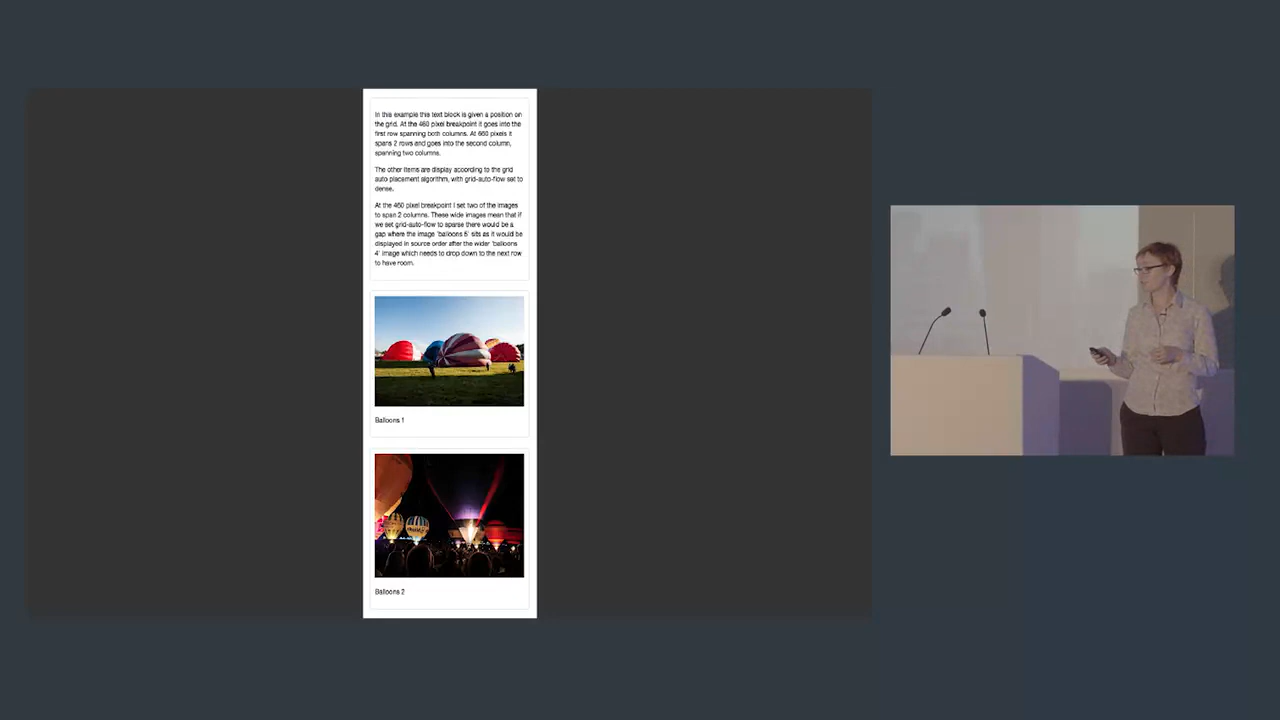 In this example this text block is given a position on
the grid. At the 460 pixel breakpoint it goes into the
first row spanning both columns. At 660 pixels it
spans 2 rows and goes into the second column,
spanning two columns.
The other items are display according to the grid
auto placement algorithm, with grid-auto-flow set to
dense.
At the 460 pixel breakpoint I set two of the images
to span 2 columns. These wide images mean that if
we set grid-auto-flow to sparse there would be a
gap where the image 'balloons 5' sits as it would be
displayed in source order after the wider 'balloons
4' image which needs to drop down to the next row
to have room.
Balloons 1
Balloons 2